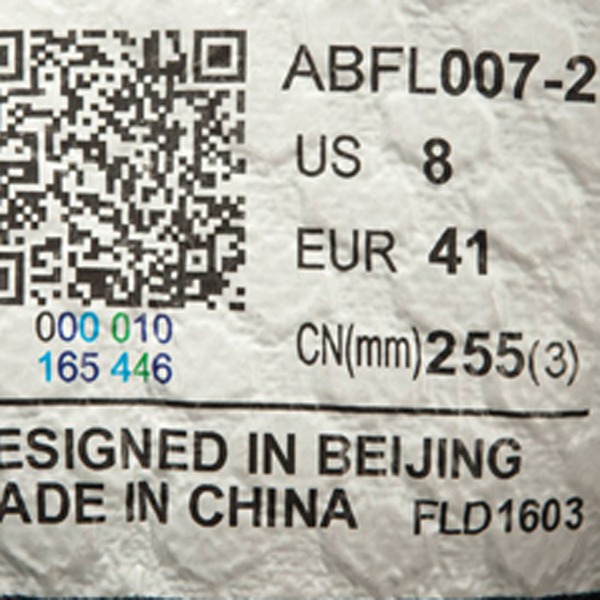 ABFL007-2
US 8
EUR 41
CN(mm)255(3)
000 010
165 446
ESIGNED IN BEIJING
ADE IN CHINA FLD1603